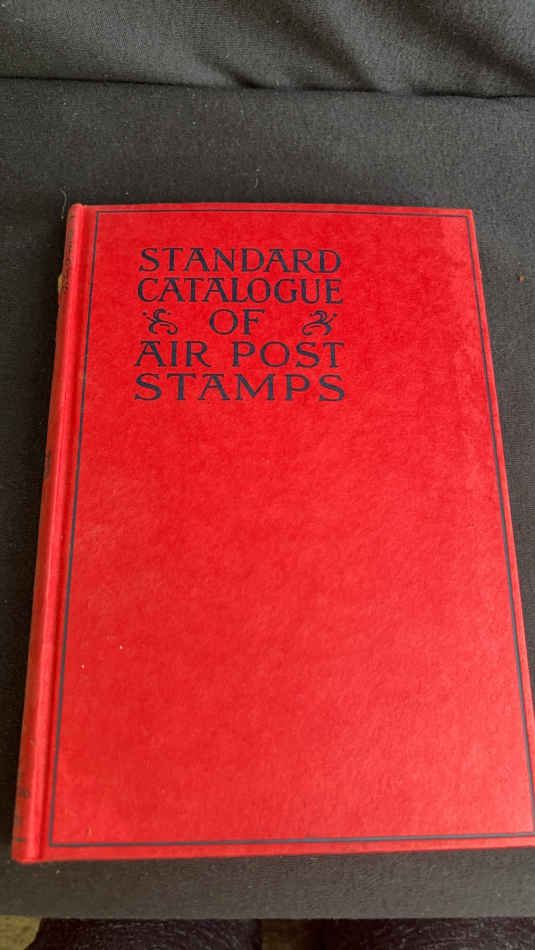 STANDARD
CATALOGUE
OF
AIR POST
STAMPS